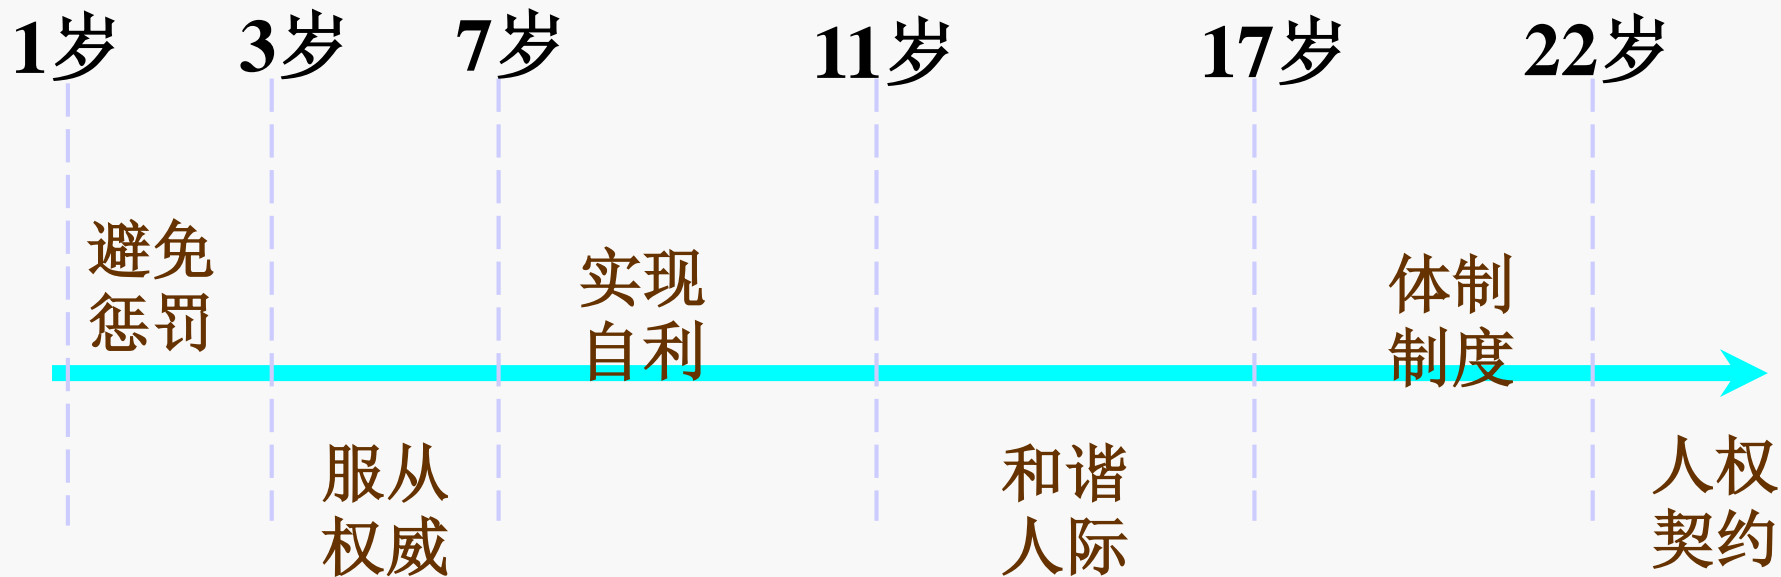 1岁 3岁 7岁 11岁 17岁 22岁
避免
惩罚
实现
自利
体制
制度
服从
权威
和谐
人际
人权
契约